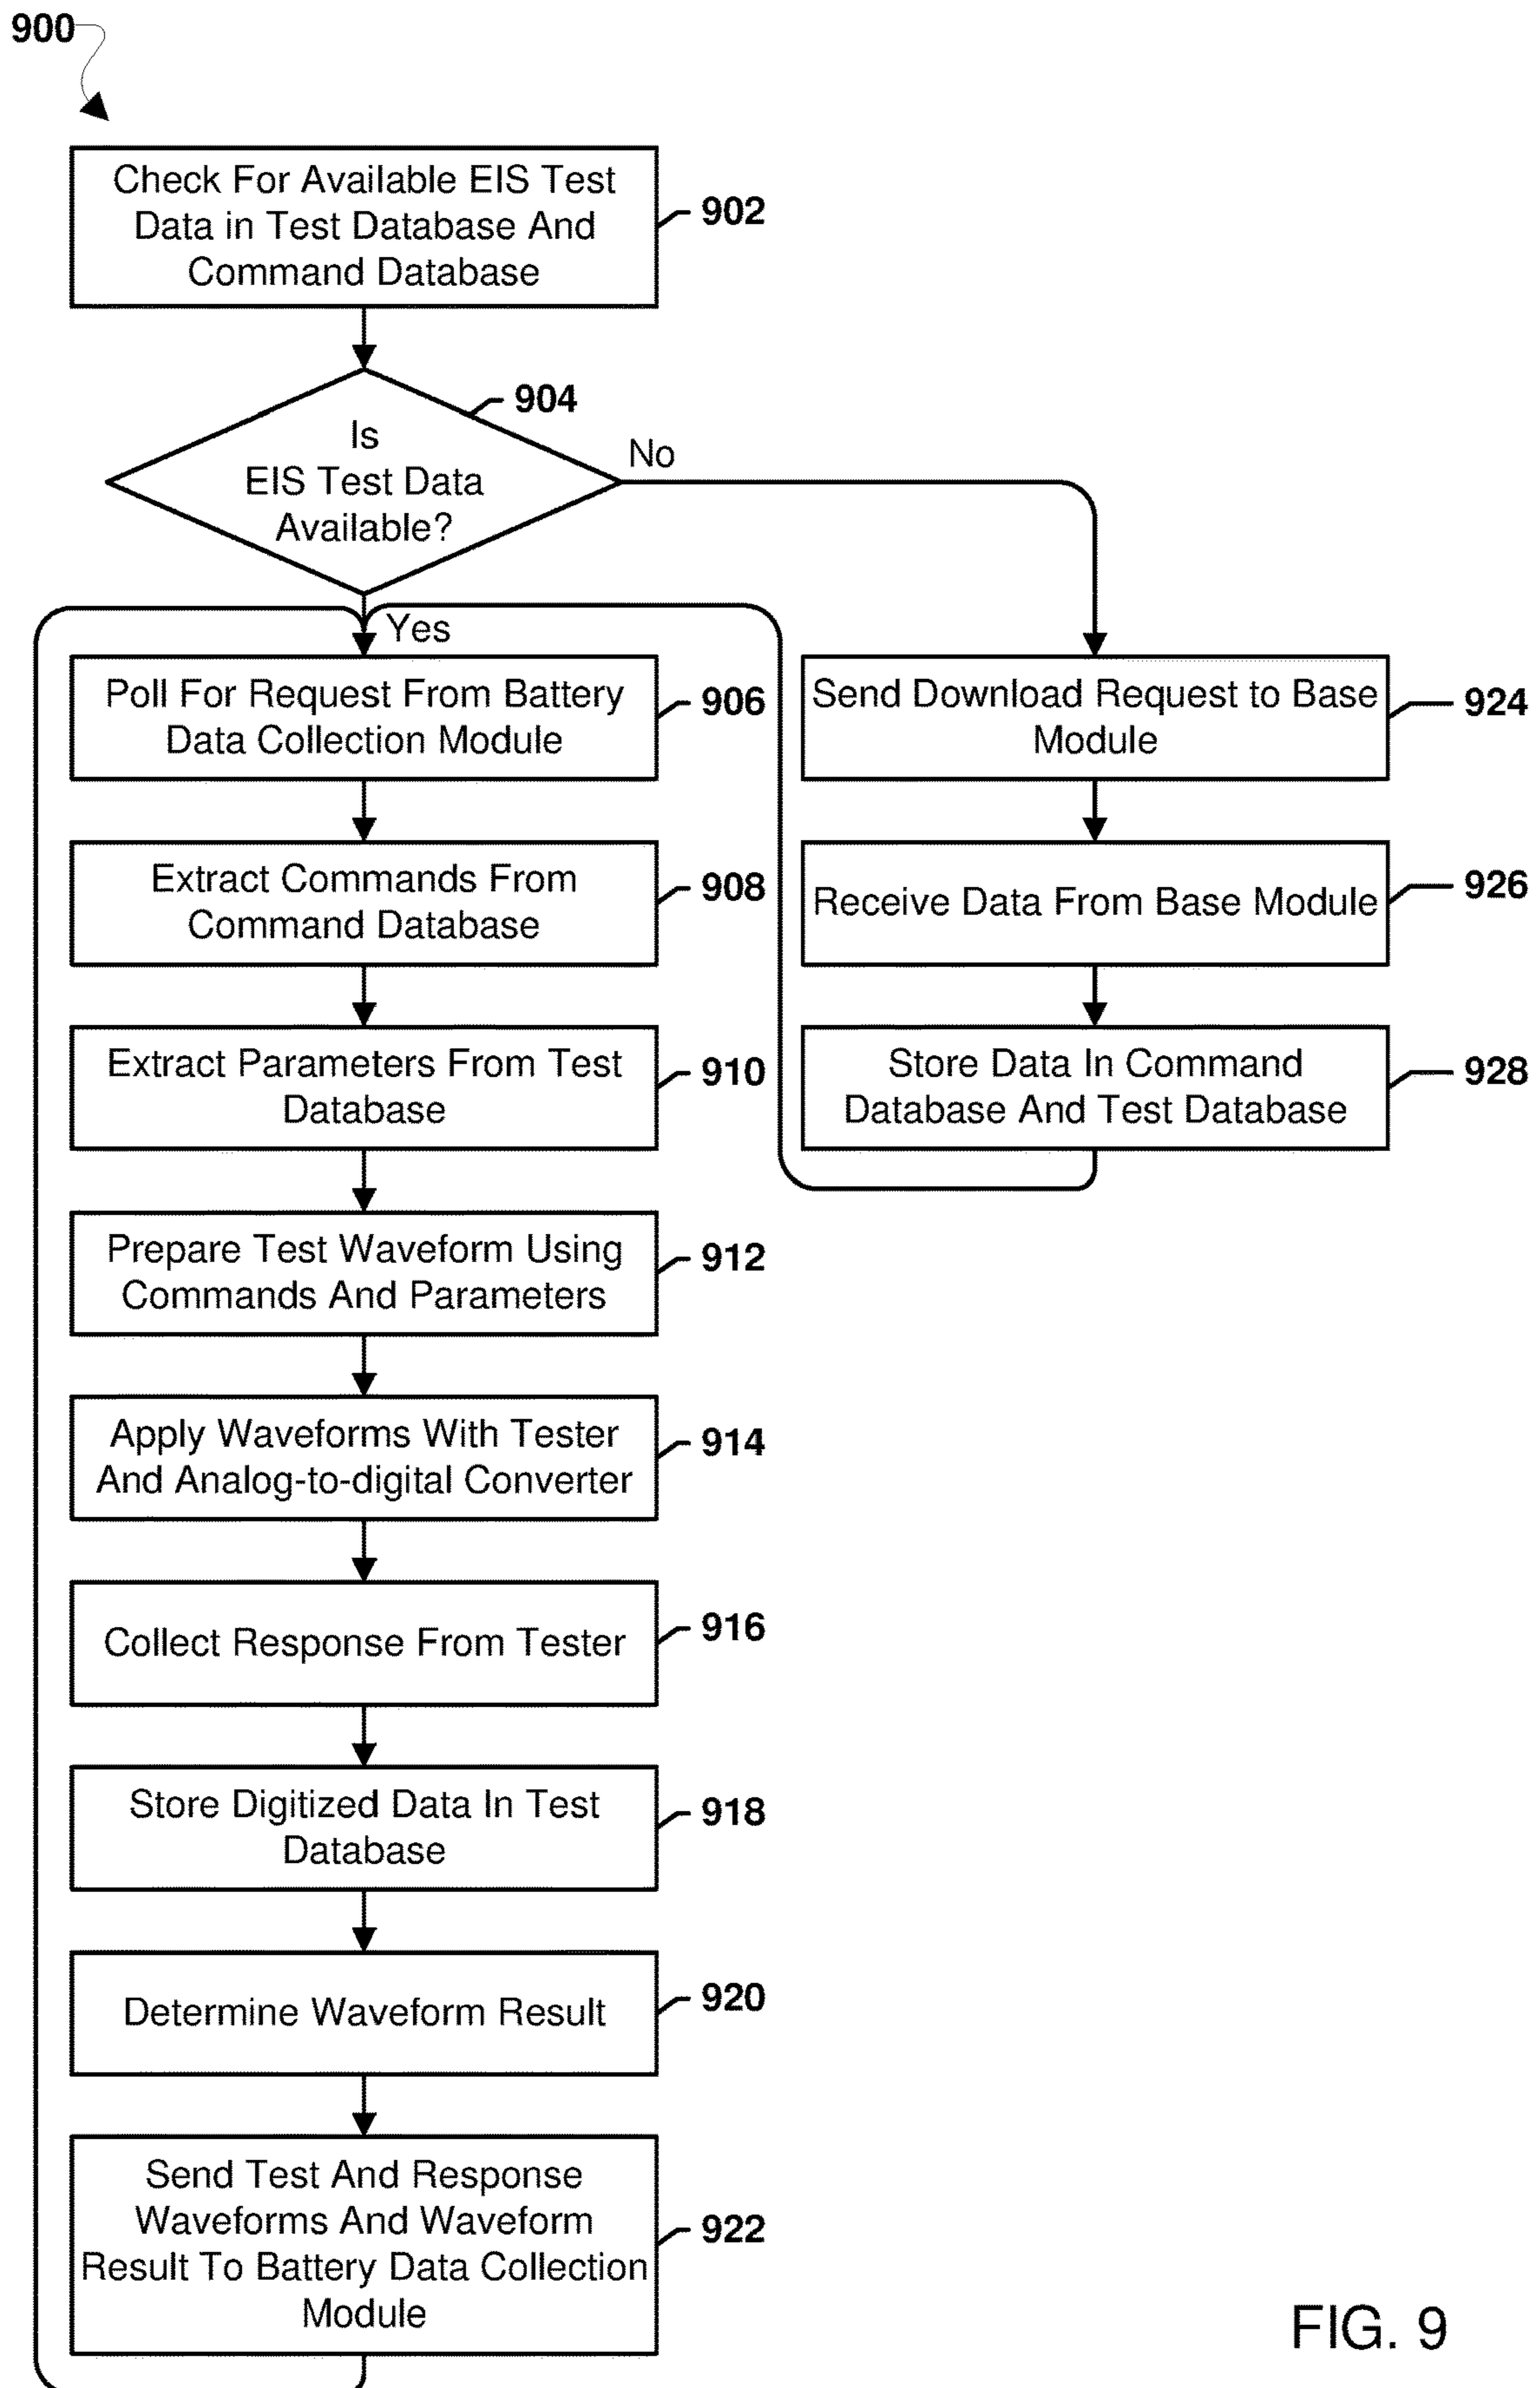 900
Check For Available EIS Test
Data in Test Database And
Command Database
902
904
Is
EIS Test Data
Available?
No
Yes
Poll For Request From Battery
Data Collection Module
906
Extract Commands From
Command Database
908
Extract Parameters From Test
Database
910
Prepare Test Waveform Using
Commands And Parameters
912
Apply Waveforms With Tester
And Analog-to-digital Converter
914
Collect Response From Tester
916
Store Digitized Data In Test
Database
918
Determine Waveform Result
920
Send Test And Response
Waveforms And Waveform
Result To Battery Data Collection
Module
922
Send Download Request to Base
Module
924
Receive Data From Base Module
926
Store Data In Command
Database And Test Database
928
FIG. 9